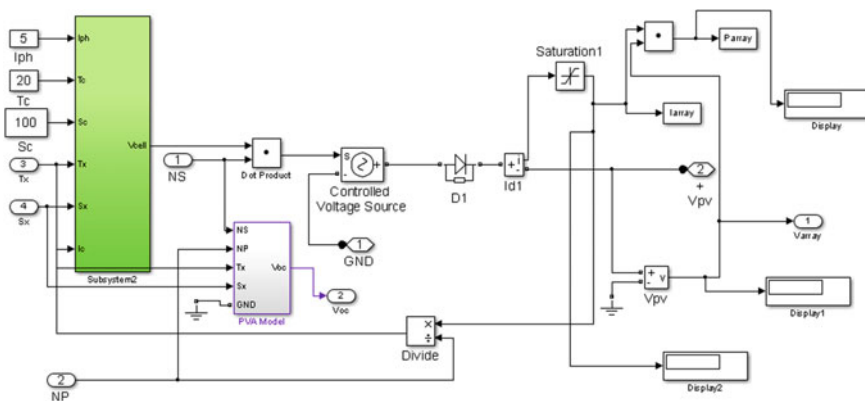 5
Iph
20
Tc
100
Sc
3
Tx
4
Sx
Iph
Tc
Sc
Tx
Sx
Ic
Vcell
Subsystem2
1
NS
Dot Product
NS
NP
Tx
Sx
GND
Voc
PVA Model
2
Voc
S
-
+
Controlled
Voltage Source
1
GND
D1
+
-
i
Id1
Saturation1
Parray
Iarray
Display
2
+
Vpv
1
Varray
+
-
v
Vpv
Display1
×
÷
Divide
Display2
2
NP